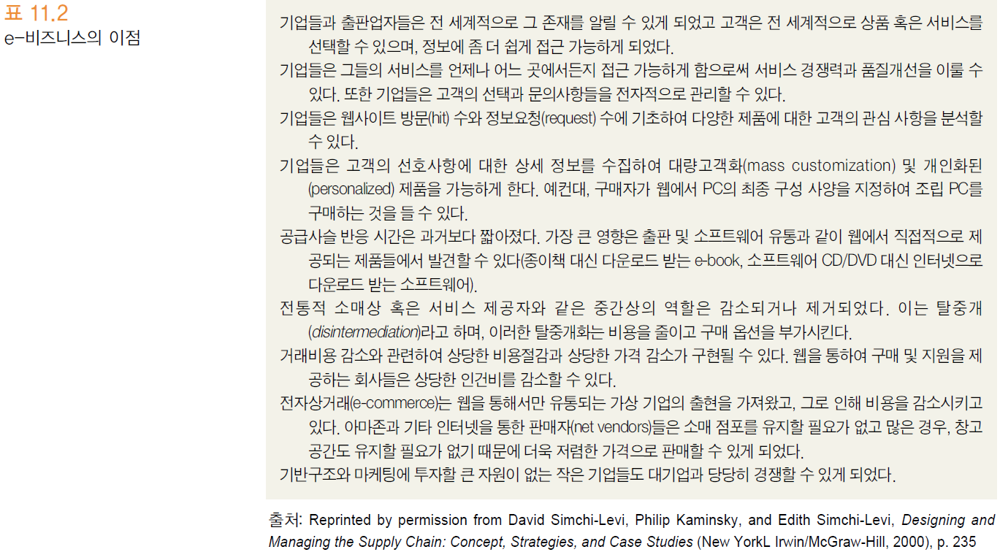 표 11.2
e-비즈니스의 이점
기업들과 출판업자들은 전 세계적으로 그 존재를 알릴 수 있게 되었고 고객은 전 세계적으로 상품 혹은 서비스를
선택할 수 있으며, 정보에 좀 더 쉽게 접근 가능하게 되었다.
기업들은 그들의 서비스를 언제나 어느 곳에서든지 접근 가능하게 함으로써 서비스 경쟁력과 품질개선을 이룰 수
있다. 또한 기업들은 고객의 선택과 문의사항들을 전자적으로 관리할 수 있다.
기업들은 웹사이트 방문(hit) 수와 정보요청(request) 수에 기초하여 다양한 제품에 대한 고객의 관심 사항을 분석할
수 있다.
기업들은 고객의 선호사항에 대한 상세 정보를 수집하여 대량고객화(mass customization) 및 개인화된
(personalized) 제품을 가능하게 한다. 예컨대, 구매자가 웹에서 PC의 최종 구성 사양을 지정하여 조립 PC를
구매하는 것을 들 수 있다.
공급사슬 반응 시간은 과거보다 짧아졌다. 가장 큰 영향은 출판 및 소프트웨어 유통과 같이 웹에서 직접적으로 제
공되는 제품들에서 발견할 수 있다(종이책 대신 다운로드 받는 e-book, 소프트웨어 CD/DVD 대신 인터넷으로
다운로드 받는 소프트웨어).
전통적 소매상 혹은 서비스 제공자와 같은 중간상의 역할은 감소되거나 제거되었다. 이는 탈중개
(disintermediation)라고 하며, 이러한 탈중개화는 비용을 줄이고 구매 옵션을 부가시킨다.
거래비용 감소와 관련하여 상당한 비용절감과 상당한 가격 감소가 구현될 수 있다. 웹을 통하여 구매 및 지원을 제
공하는 회사들은 상당한 인건비를 감소할 수 있다.
전자상거래(e-commerce)는 웹을 통해서만 유통되는 가상 기업의 출현을 가져왔고, 그로 인해 비용을 감소시키고
있다. 아마존과 기타 인터넷을 통한 판매자(net vendors)들은 소매 점포를 유지할 필요가 없고 많은 경우, 창고
공간도 유지할 필요가 없기 때문에 더욱 저렴한 가격으로 판매할 수 있게 되었다.
기반구조와 마케팅에 투자할 큰 자원이 없는 작은 기업들도 대기업과 당당히 경쟁할 수 있게 되었다.
출처: Reprinted by permission from David Simchi-Levi, Philip Kaminsky, and Edith Simchi-Levi, Designing and
Managing the Supply Chain: Concept, Strategies, and Case Studies (New YorkL Irwin/McGraw-Hill, 2000), p. 235